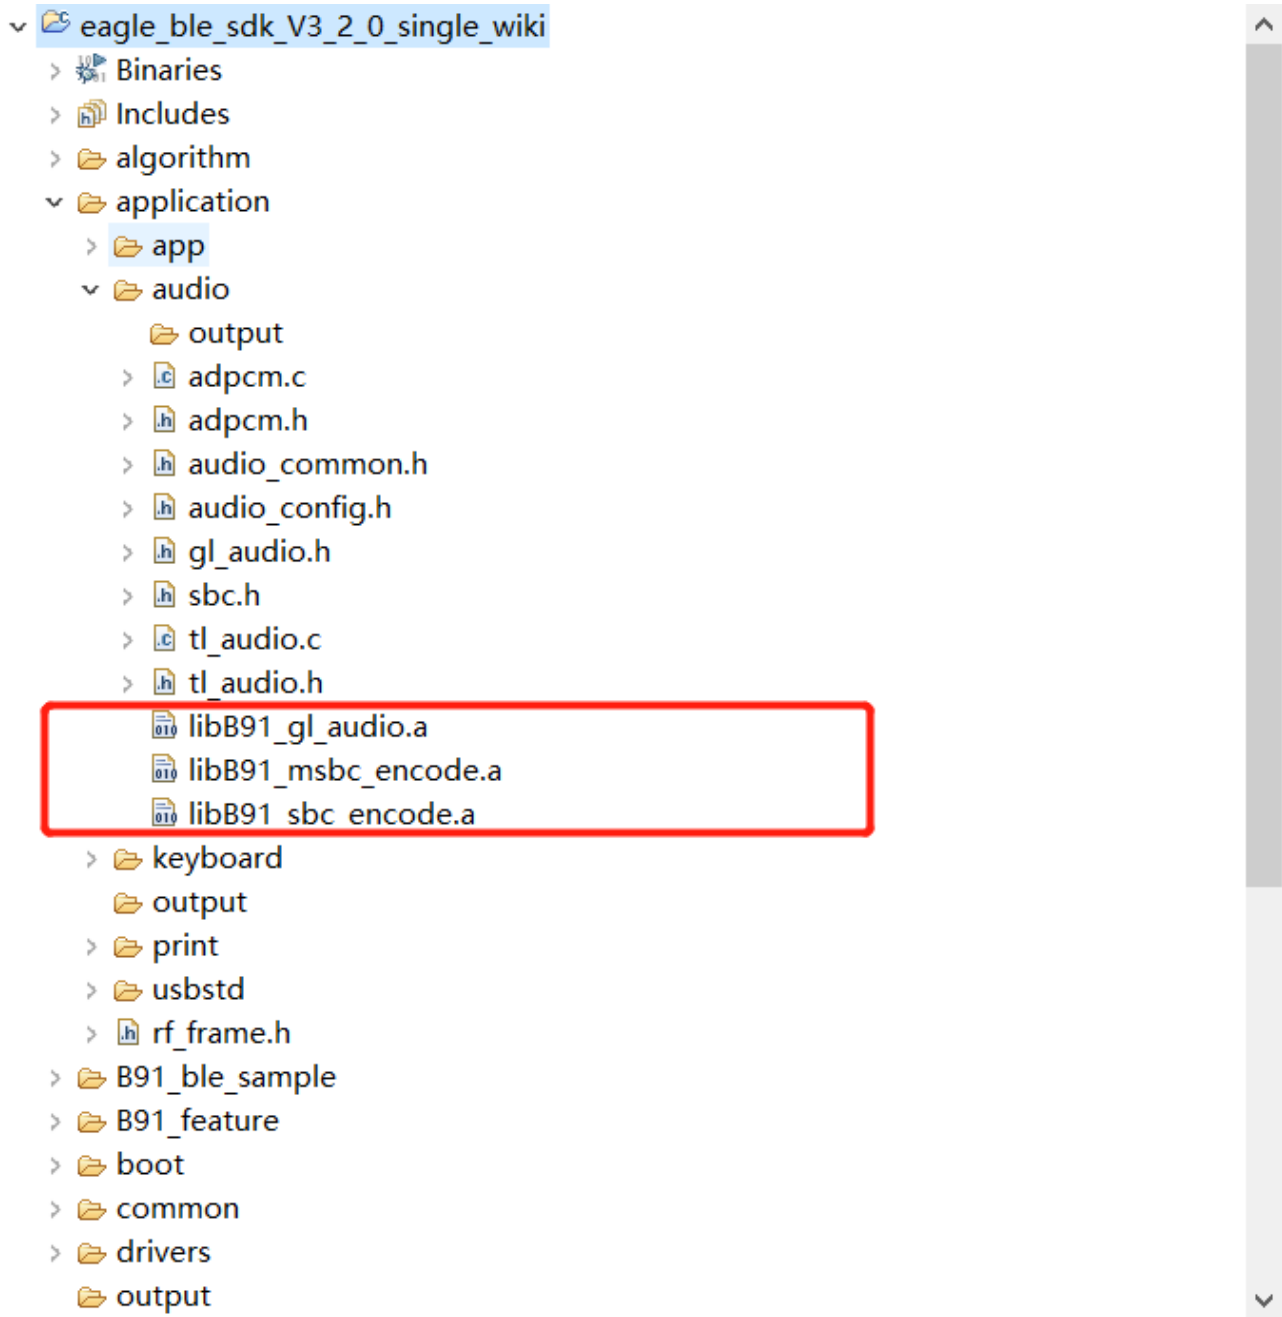 eagle_ble_sdk_V3_2_0_single_wiki
Binaries
Includes
algorithm
application
app
audio
output
adpcm.c
adpcm.h
audio_common.h
audio_config.h
gl_audio.h
sbc.h
tl_audio.c
tl_audio.h
libB91_gl_audio.a
libB91_msbc_encode.a
libB91_sbc_encode.a
keyboard
output
print
usbstd
rf_frame.h
B91_ble_sample
B91_feature
boot
common
drivers
output